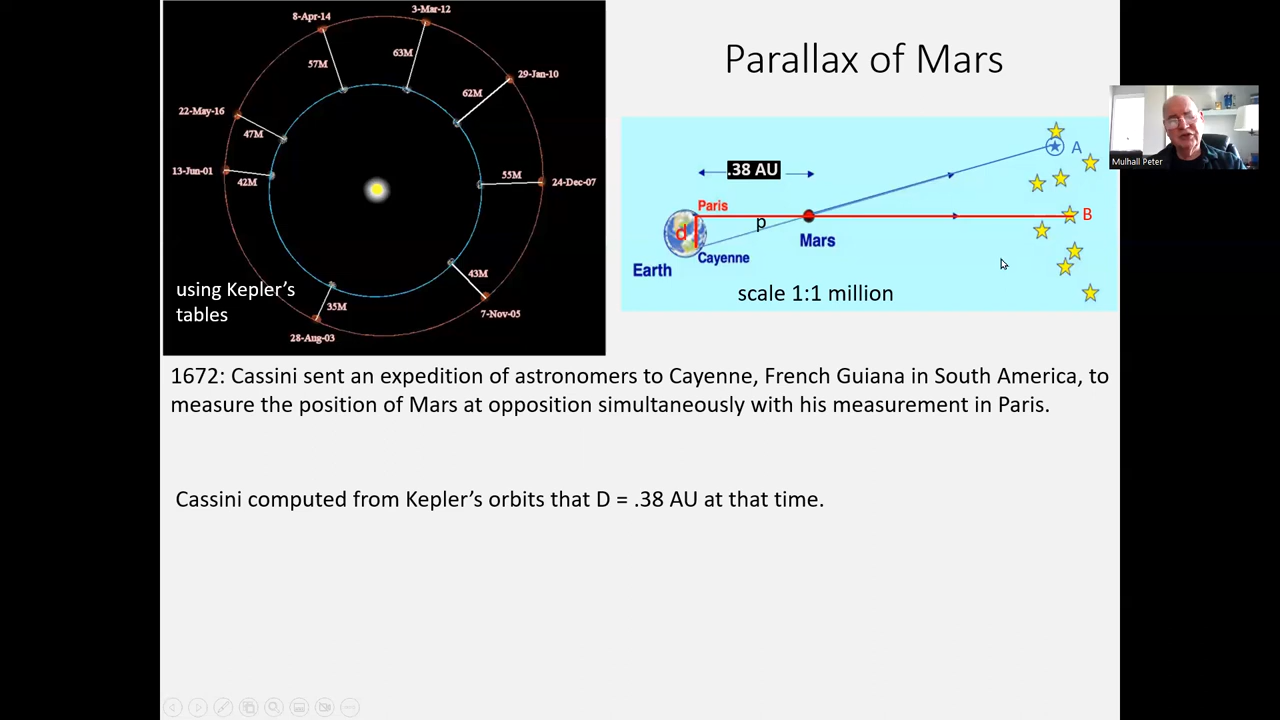 Parallax of Mars
8-Apr-14
3-Mar-12
57M
63M
29-Jan-10
62M
22-May-16
47M
13-Jun-01
42M
55M
24-Dec-07
43M
7-Nov-05
35M
28-Aug-03
using Kepler's
tables
.38 AU
A
Paris
B
d
p
Mars
Cayenne
Earth
scale 1:1 million
Mulhall Peter
1672: Cassini sent an expedition of astronomers to Cayenne, French Guiana in South America, to
measure the position of Mars at opposition simultaneously with his measurement in Paris.
Cassini computed from Kepler's orbits that D = .38 AU at that time.